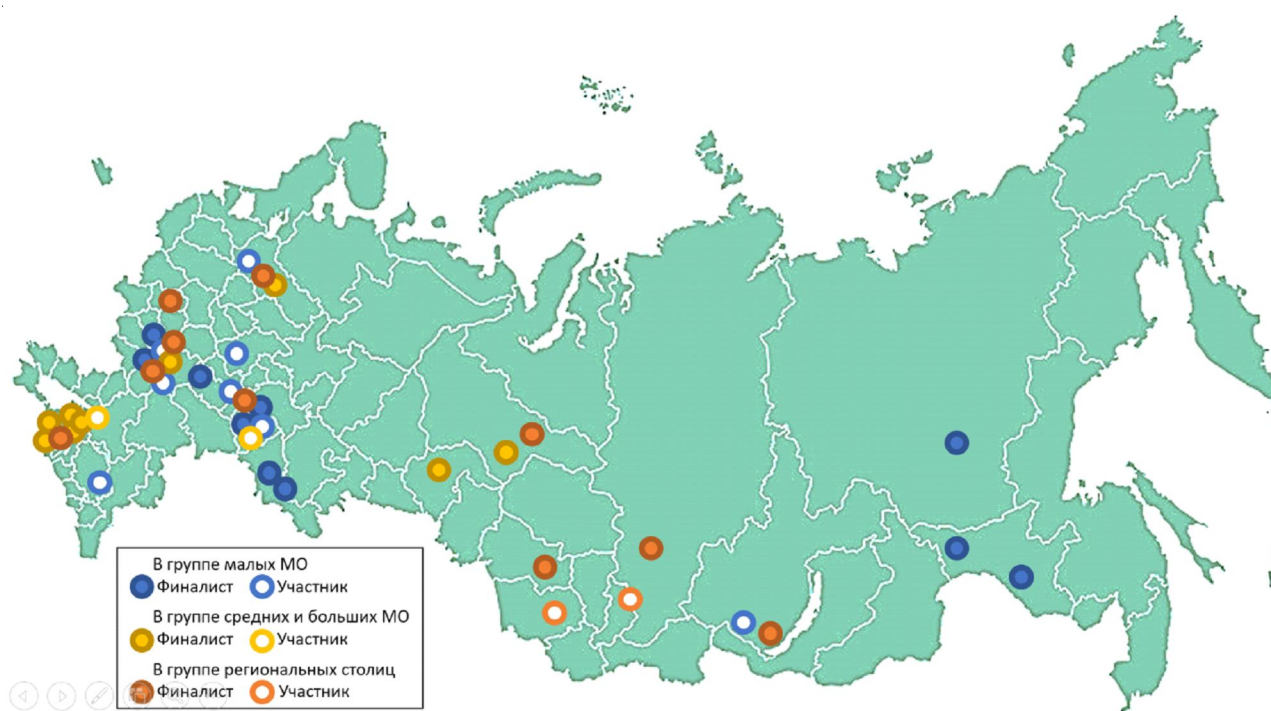 В группе малых МО
Финалист Участник
В группе средних и больших МО
Финалист Участник
В группе региональных столиц
Финалист Участник